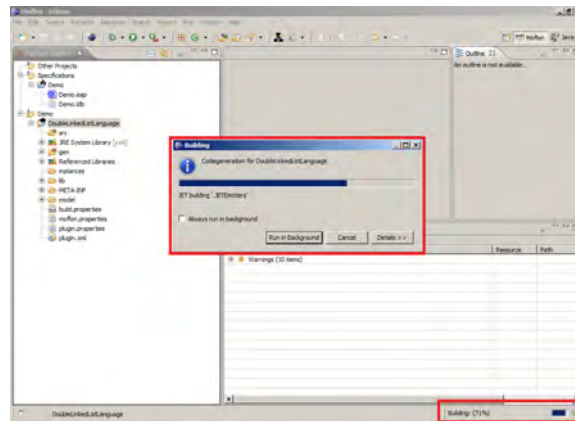 Outline
An outline is not available.
Java
Other Projects
Specifications
Demo
Demo.eap
Demo.ldb
Demo
DoubleLinkedListLanguage
src
JRE System Library
gen
Referenced Libraries
instances
lib
META-INF
model
build.properties
moflon.properties
plugin.properties
plugin.xml
Building
Codegeneration for DoubleLinkedListLanguage
JET building
Always run in background
Run in Background
Cancel
Details >>
Resource
Path
Warnings (10 items)
DoubleLinkedListLanguage
Building: (71%)